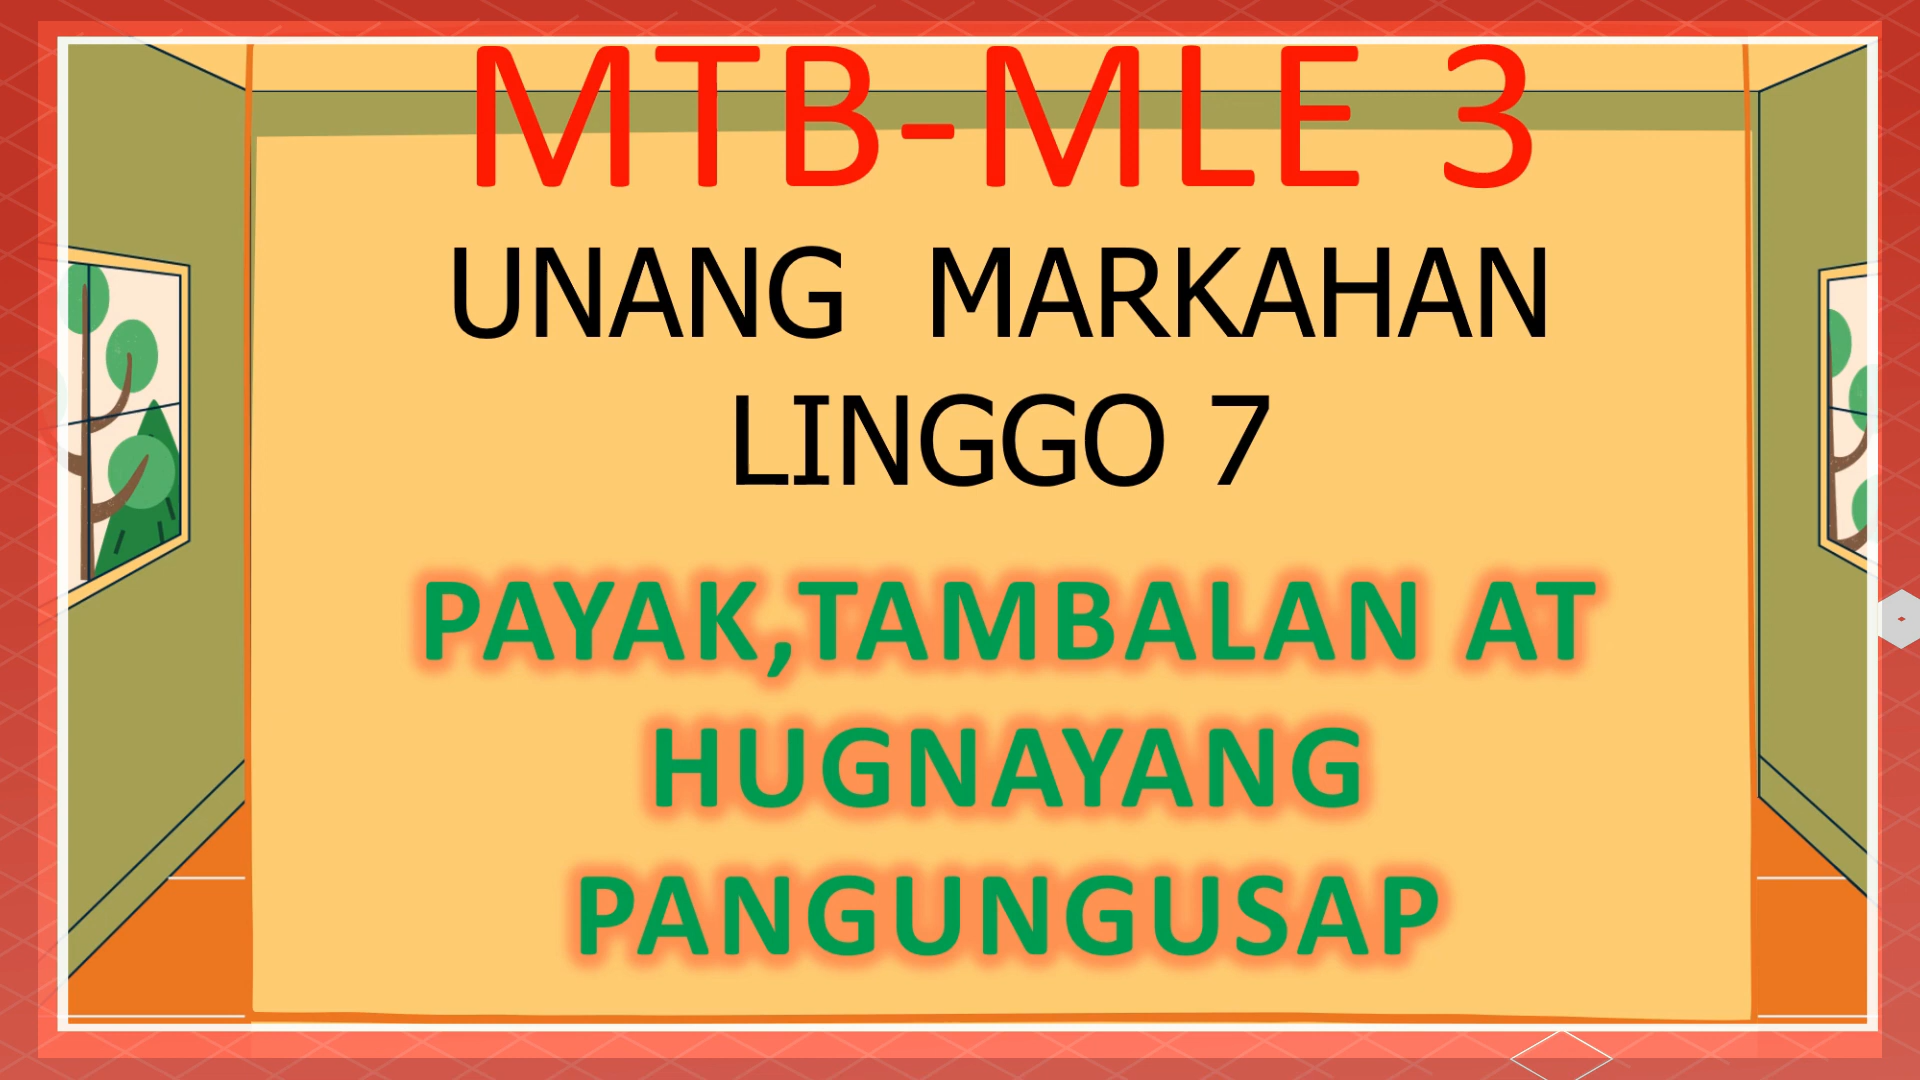 MTB-MLE 3
UNANG MARKAHAN
LINGGO 7
PAYAK,TAMBALAN AT
HUGNAYANG
PANGUNGUSAP